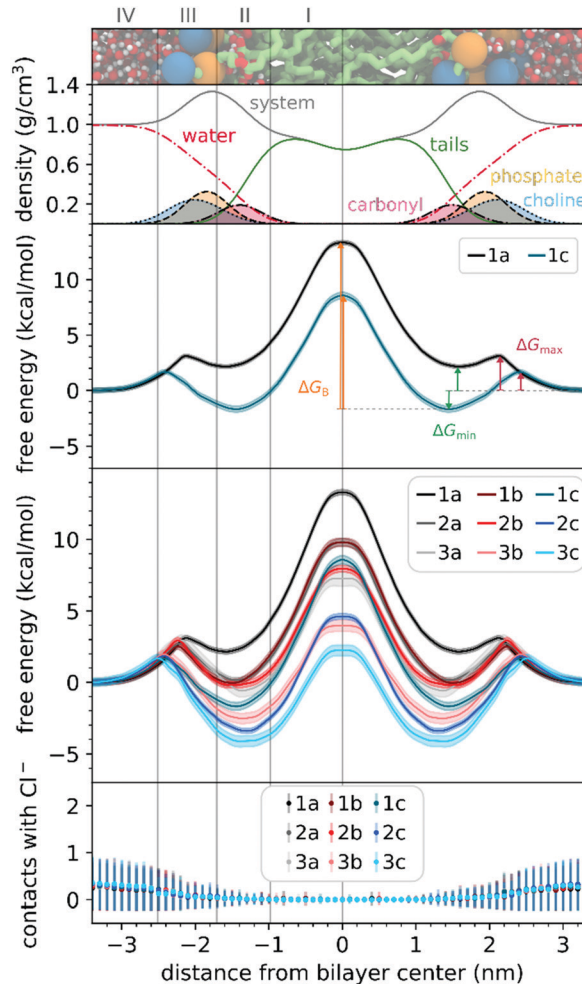 IV III II I
1.4
1.0
0.6
0.2
density (g/cm³)
system
water
tails
phosphate
carbonyl
choline
10
5
0
−5
free energy (kcal/mol)
1a 1c
ΔG_max
ΔG_B
ΔG_min
10
5
0
−5
free energy (kcal/mol)
1a 1b 1c
2a 2b 2c
3a 3b 3c
2
1
0
contacts with Cl⁻
1a 1b 1c
2a 2b 2c
3a 3b 3c
−3 −2 −1 0 1 2 3
distance from bilayer center (nm)